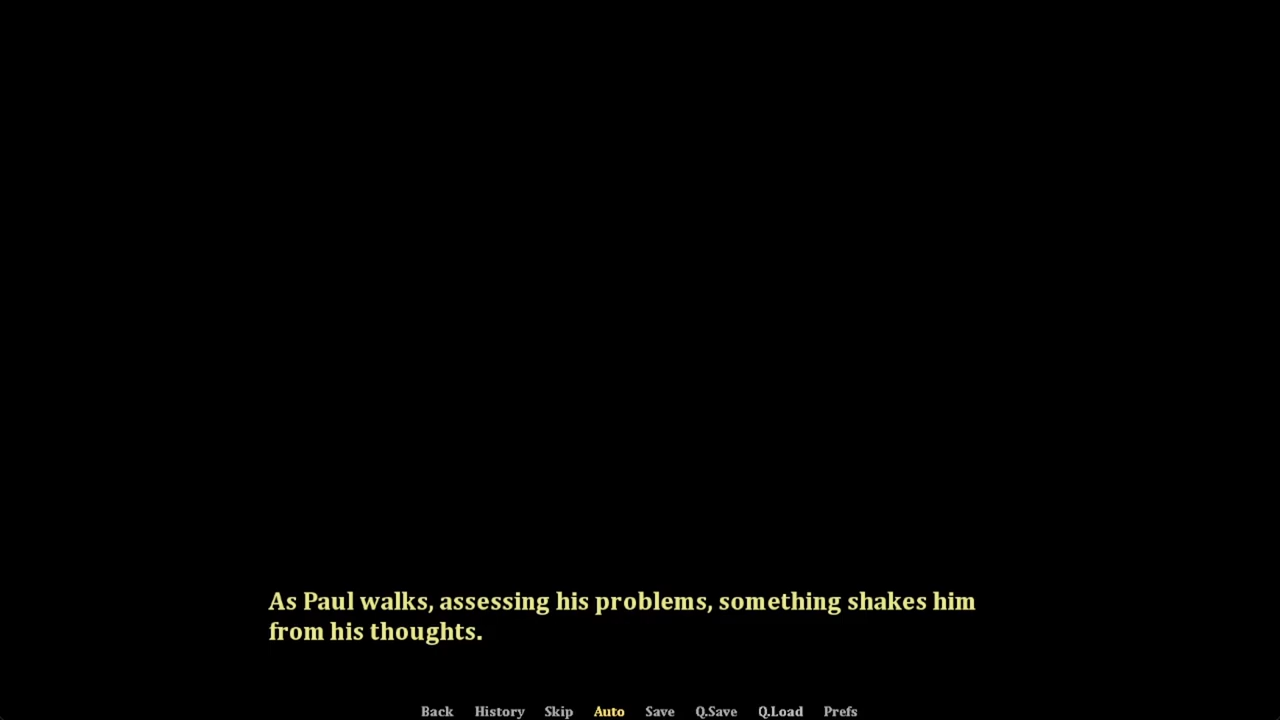 As Paul walks, assessing his problems, something shakes him
from his thoughts.
Back History Skip Auto Save Q.Save Q.Load Prefs